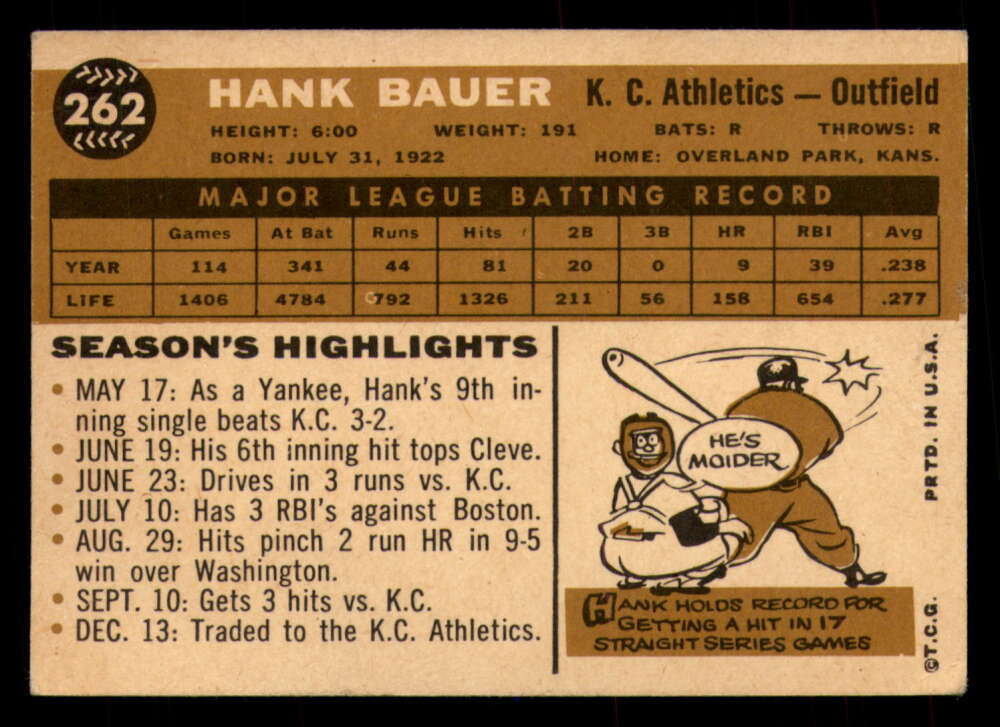 262
HANK BAUER K. C. Athletics — Outfield
HEIGHT: 6:00 WEIGHT: 191 BATS: R THROWS: R
BORN: JULY 31, 1922 HOME: OVERLAND PARK, KANS.
MAJOR LEAGUE BATTING RECORD
Games At Bat Runs Hits 2B 3B HR RBI Avg
YEAR 114 341 44 81 20 0 9 39 .238
LIFE 1406 4784 792 1326 211 56 158 654 .277
SEASON'S HIGHLIGHTS
• MAY 17: As a Yankee, Hank's 9th in-
ning single beats K.C. 3-2.
• JUNE 19: His 6th inning hit tops Cleve.
• JUNE 23: Drives in 3 runs vs. K.C.
• JULY 10: Has 3 RBI's against Boston.
• AUG. 29: Hits pinch 2 run HR in 9-5
win over Washington.
• SEPT. 10: Gets 3 hits vs. K.C.
• DEC. 13: Traded to the K.C. Athletics.
HE'S
MOIDER
HANK HOLDS RECORD FOR
GETTING A HIT IN 17
STRAIGHT SERIES GAMES
©T.C.G. PRTD. IN U.S.A.